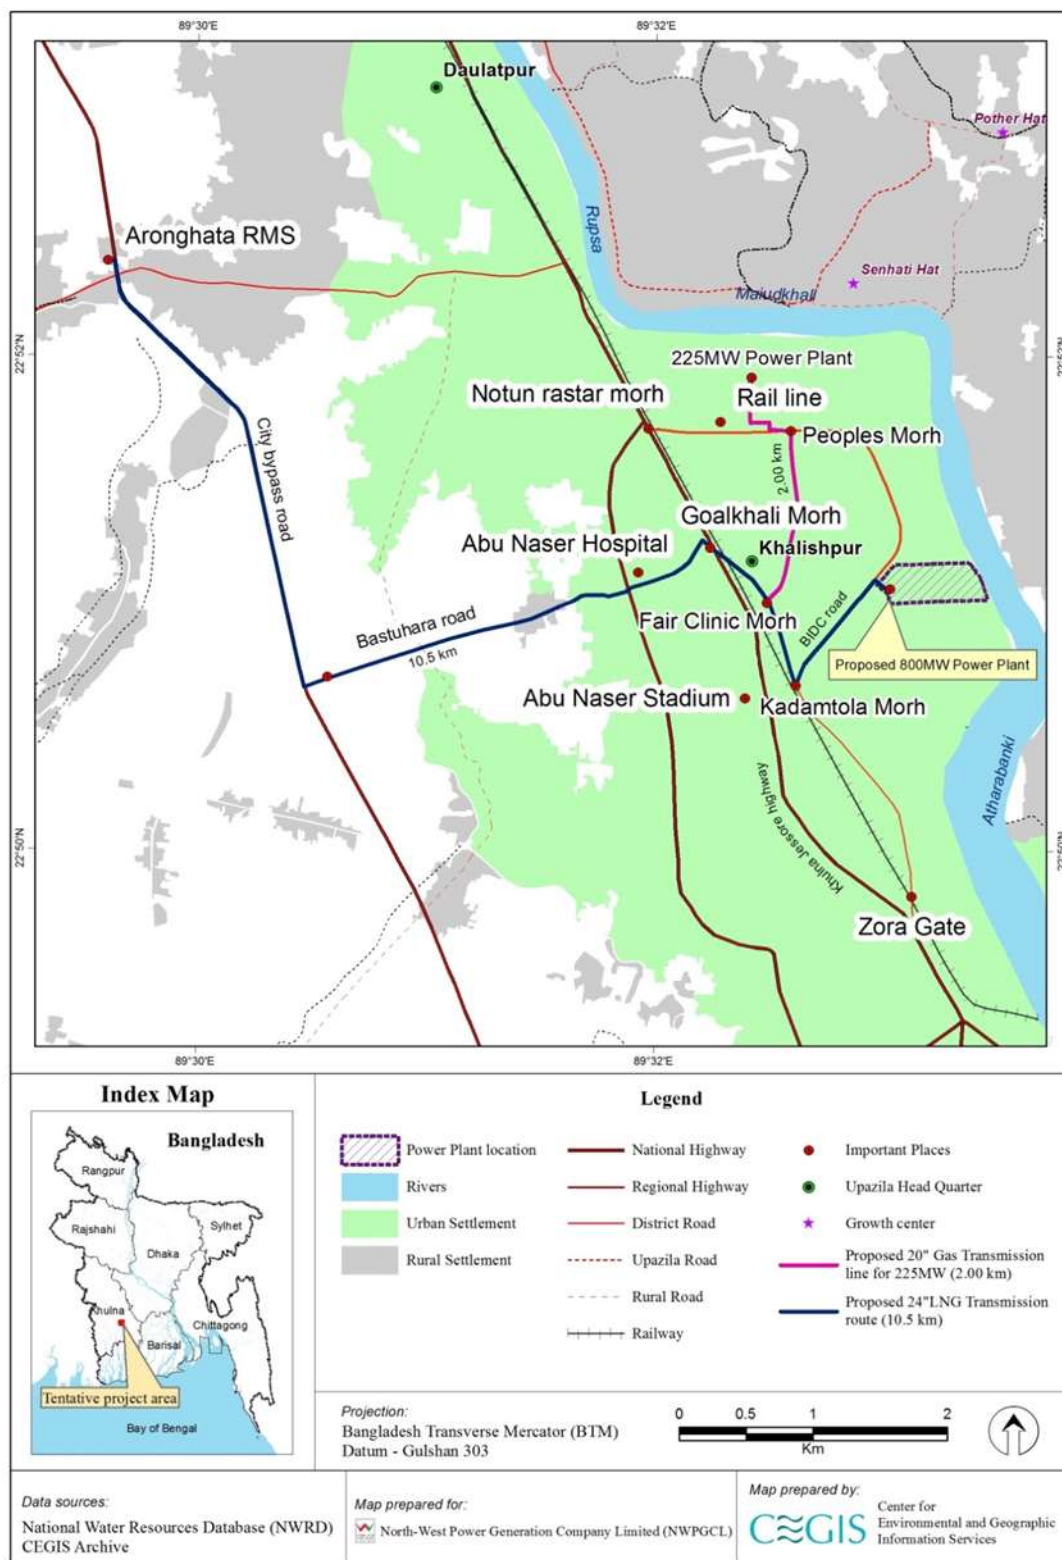 89°30'E
89°32'E
Daulatpur
Pother Hat
Rupsa
Aronghata RMS
Senhati Hat
22°52'N
225MW Power Plant
Rail line
Notun rastar morh
Peoples Morh
City bypass road
2.00 km
Goalkhali Morh
Abu Naser Hospital
Khalishpur
Bastuhara road
10.5 km
Fair Clinic Morh
BIDC road
Proposed 800MW Power Plant
Abu Naser Stadium
Kadamtola Morh
Atharabanki
Khulna Jessore highway
22°50'N
Zora Gate
89°30'E
89°32'E
Index Map
Bangladesh
Rangpur
Rajshahi
Sylhet
Dhaka
Khulna
Chittagong
Barisal
Tentative project area
Bay of Bengal
Legend
Power Plant location
Rivers
Urban Settlement
Rural Settlement
National Highway
Regional Highway
District Road
Upazila Road
Rural Road
Railway
Important Places
Upazila Head Quarter
Growth center
Proposed 20" Gas Transmission
line for 225MW (2.00 km)
Proposed 24"LNG Transmission
route (10.5 km)
Projection:
Bangladesh Transverse Mercator (BTM)
Datum - Gulshan 303
0 0.5 1 2
Km
Data sources:
National Water Resources Database (NWRD)
CEGIS Archive
Map prepared for:
North-West Power Generation Company Limited (NWPGCL)
Map prepared by:
CEGIS
Center for
Environmental and Geographic
Information Services